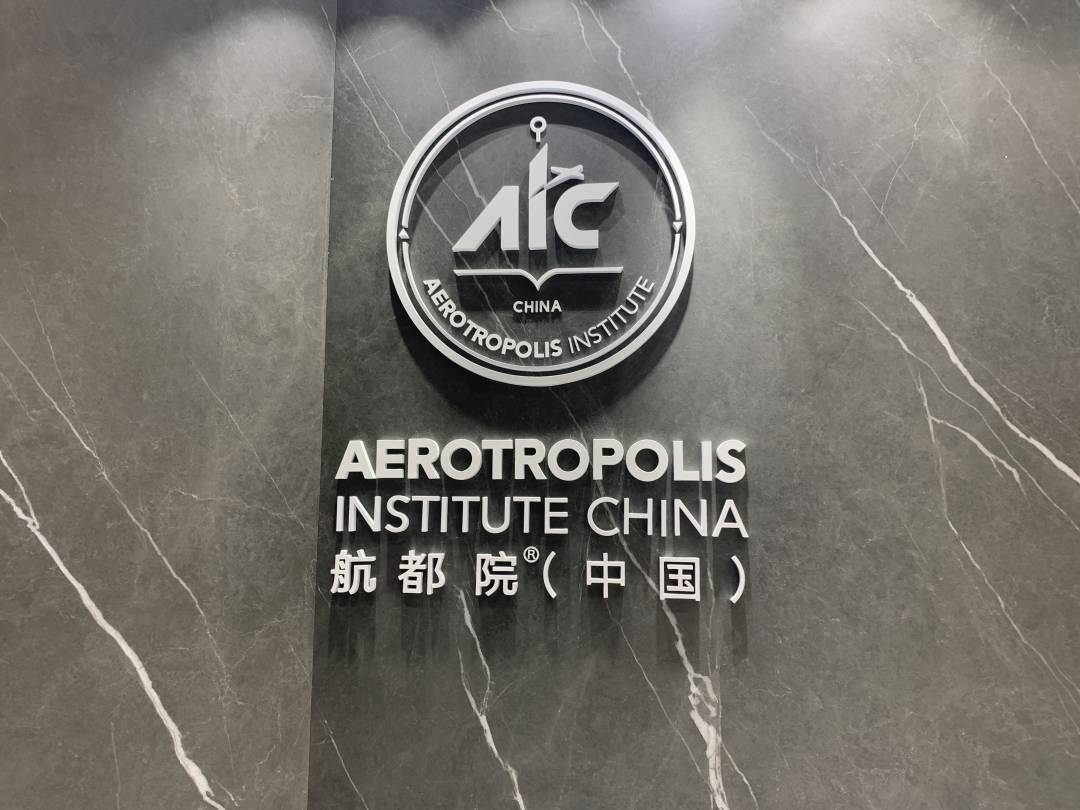 AIC
CHINA
AEROTROPOLIS INSTITUTE
AEROTROPOLIS
INSTITUTE CHINA
航都院®(中国)